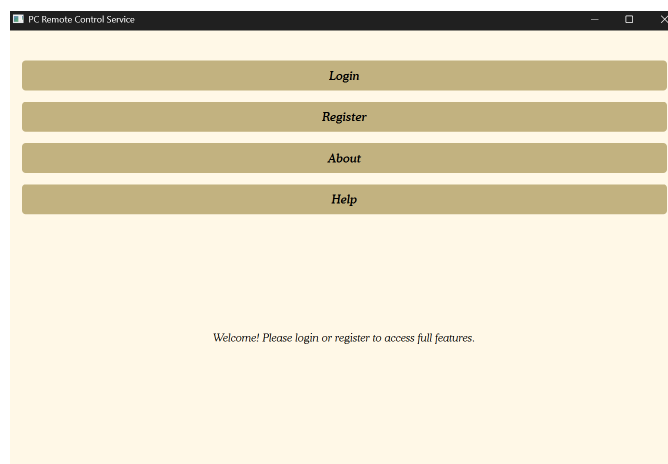 PC Remote Control Service
Login
Register
About
Help
Welcome! Please login or register to access full features.